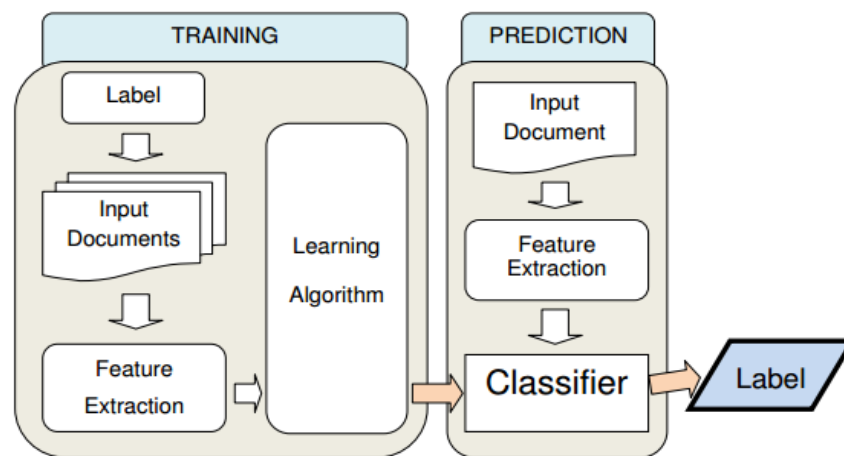 TRAINING
Label
Input
Documents
Feature
Extraction
Learning
Algorithm
PREDICTION
Input
Document
Feature
Extraction
Classifier
Label